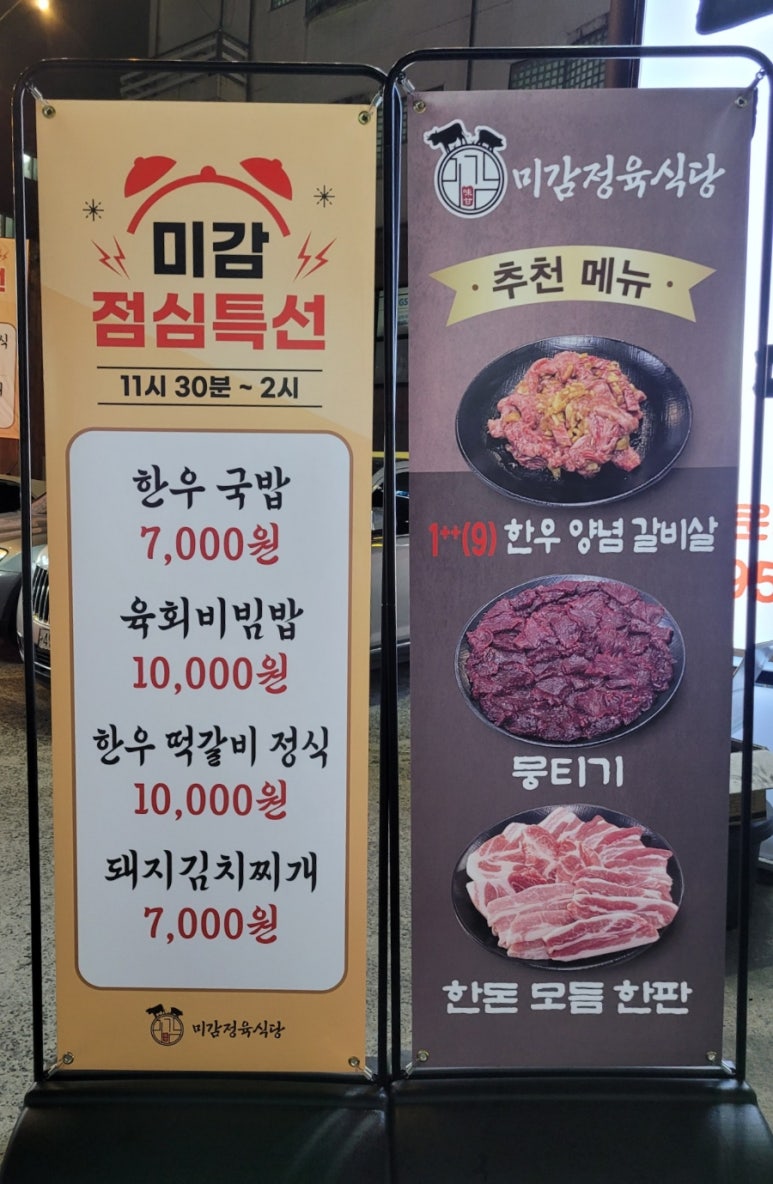 미감
점심특선
11시 30분 ~ 2시
한우 국밥
7,000원
육회비빔밥
10,000원
한우 떡갈비 정식
10,000원
돼지김치찌개
7,000원
미감정육식당
미감정육식당
추천 메뉴
1++(9) 한우 양념 갈비살
뭉티기
한돈 모듬 한판